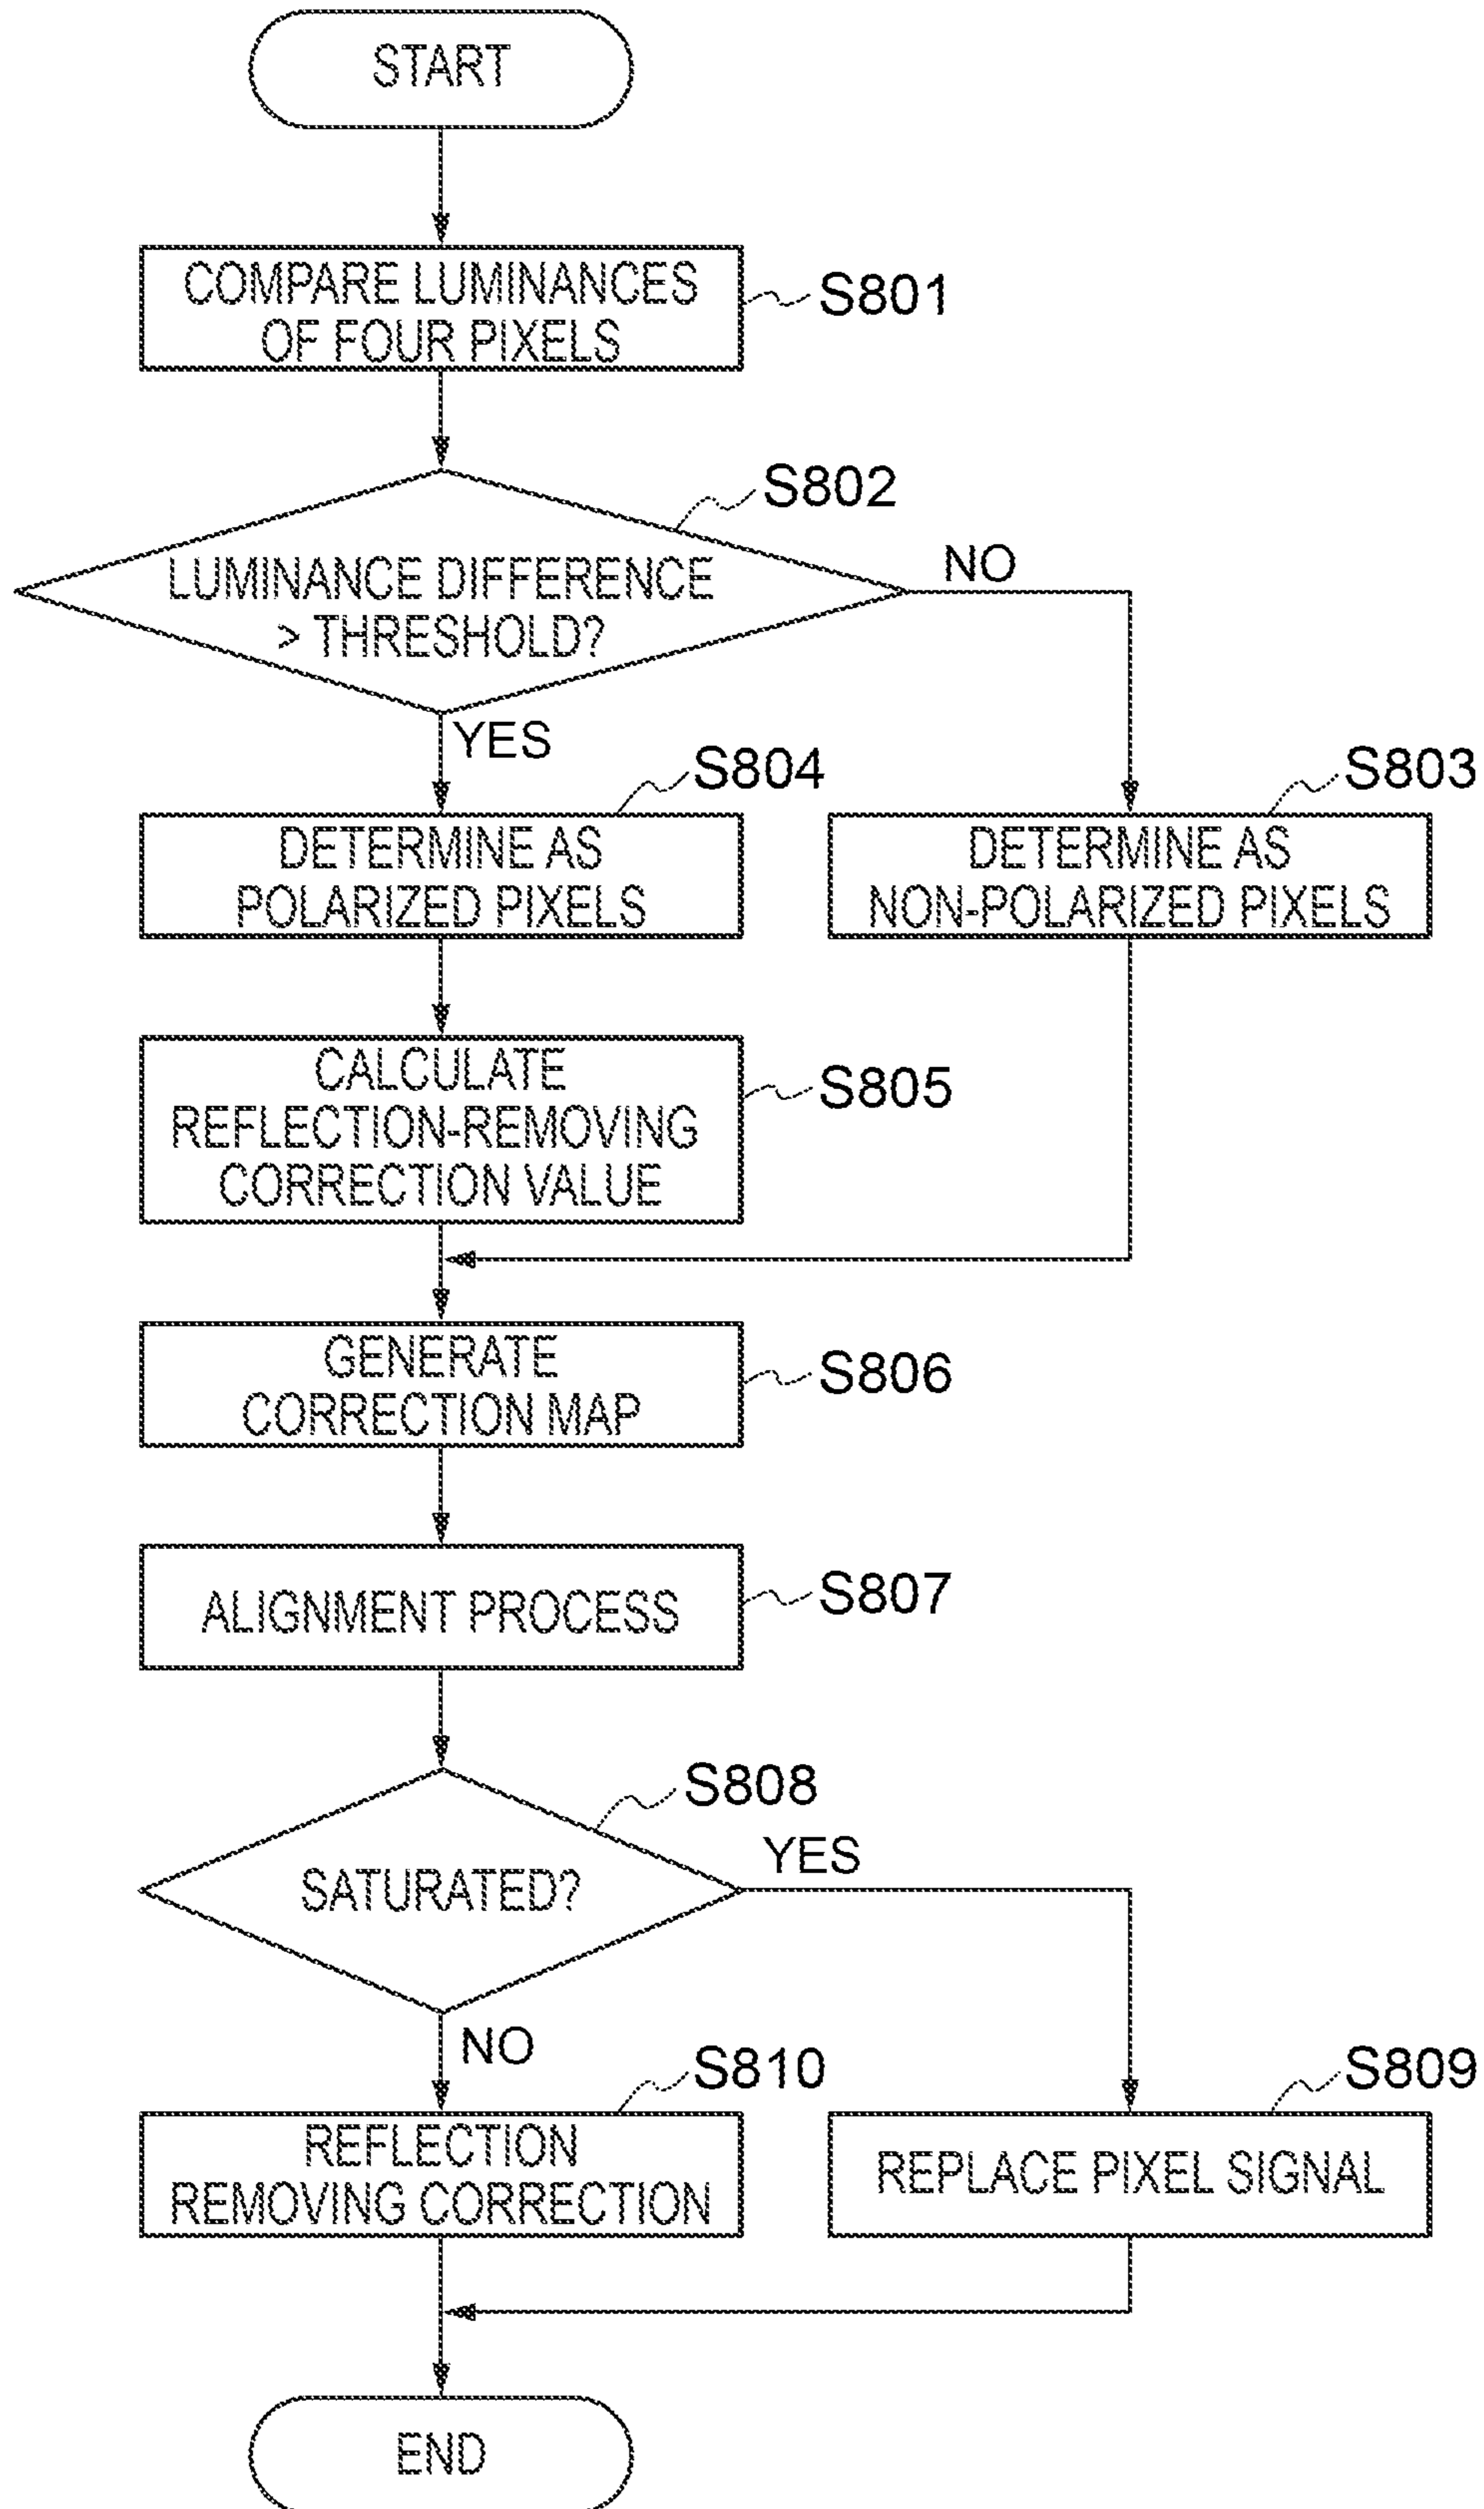 START
COMPARE LUMINANCES
OF FOUR PIXELS
S801
S802
LUMINANCE DIFFERENCE
> THRESHOLD?
NO
YES
S804
DETERMINE AS
POLARIZED PIXELS
S803
DETERMINE AS
NON-POLARIZED PIXELS
CALCULATE
REFLECTION-REMOVING
CORRECTION VALUE
S805
GENERATE
CORRECTION MAP
S806
ALIGNMENT PROCESS
S807
S808
SATURATED?
YES
NO
S810
REFLECTION
REMOVING CORRECTION
S809
REPLACE PIXEL SIGNAL
END